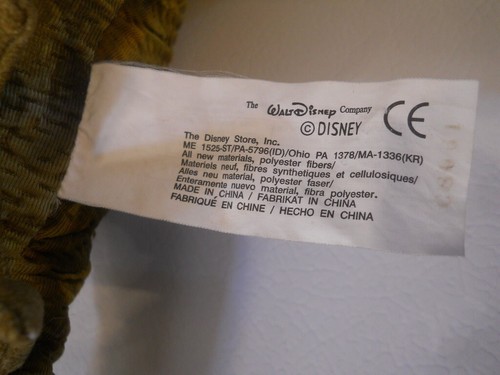 The Walt Disney Company CE
© DISNEY
The Disney Store, Inc.
ME 1525-ST/PA-5796(ID)/Ohio PA 1378/MA-1336(KR)
All new materials, polyester fibers/
Materiels neuf, fibres synthetiques et cellulosiques/
Alles neu material, polyester faser/
Enteramente nuevo material, fibra polyester.
MADE IN CHINA / FABRIKAT IN CHINA
FABRIQUÉ EN CHINE / HECHO EN CHINA